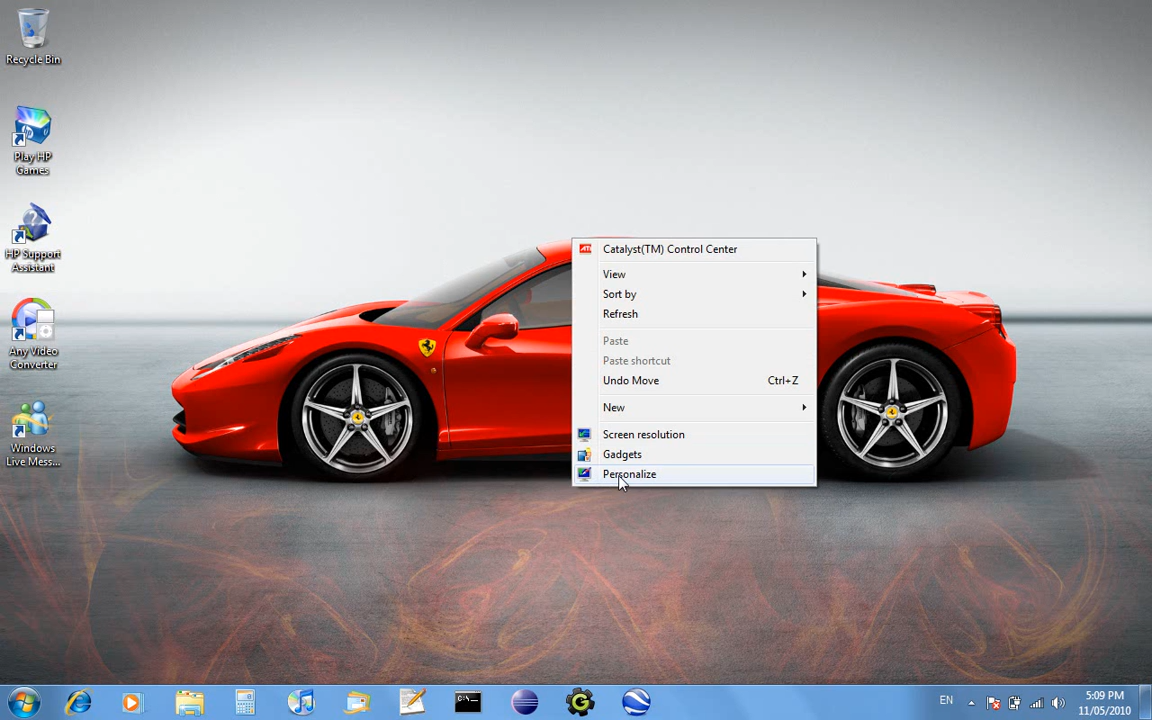 Recycle Bin
Play HP
Games
HP Support
Assistant
Any Video
Converter
Windows
Live Mess...
ATI Catalyst(TM) Control Center
View
Sort by
Refresh
Paste
Paste shortcut
Undo Move Ctrl+Z
New
Screen resolution
Gadgets
Personalize
C:\
EN
5:09 PM
11/05/2010